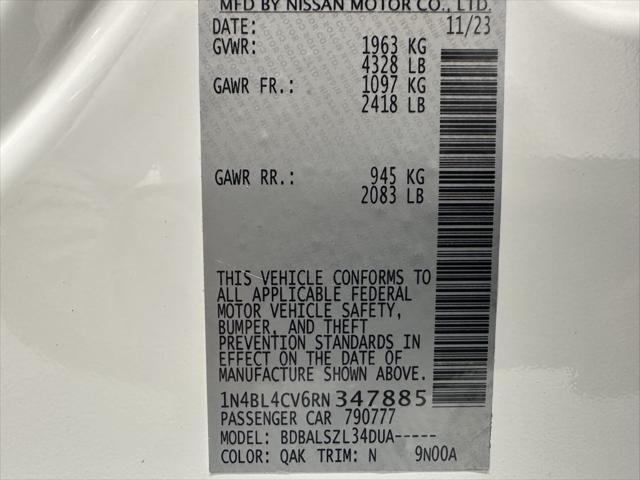 MFD BY NISSAN MOTOR CO., LTD.
DATE: 11/23
GVWR: 1963 KG
4328 LB
GAWR FR.: 1097 KG
2418 LB
GAWR RR.: 945 KG
2083 LB
THIS VEHICLE CONFORMS TO
ALL APPLICABLE FEDERAL
MOTOR VEHICLE SAFETY,
BUMPER, AND THEFT
PREVENTION STANDARDS IN
EFFECT ON THE DATE OF
MANUFACTURE SHOWN ABOVE.
1N4BL4CV6RN347885
PASSENGER CAR 790777
MODEL: BDBALSZL34DUA-----
COLOR: QAK TRIM: N 9N00A